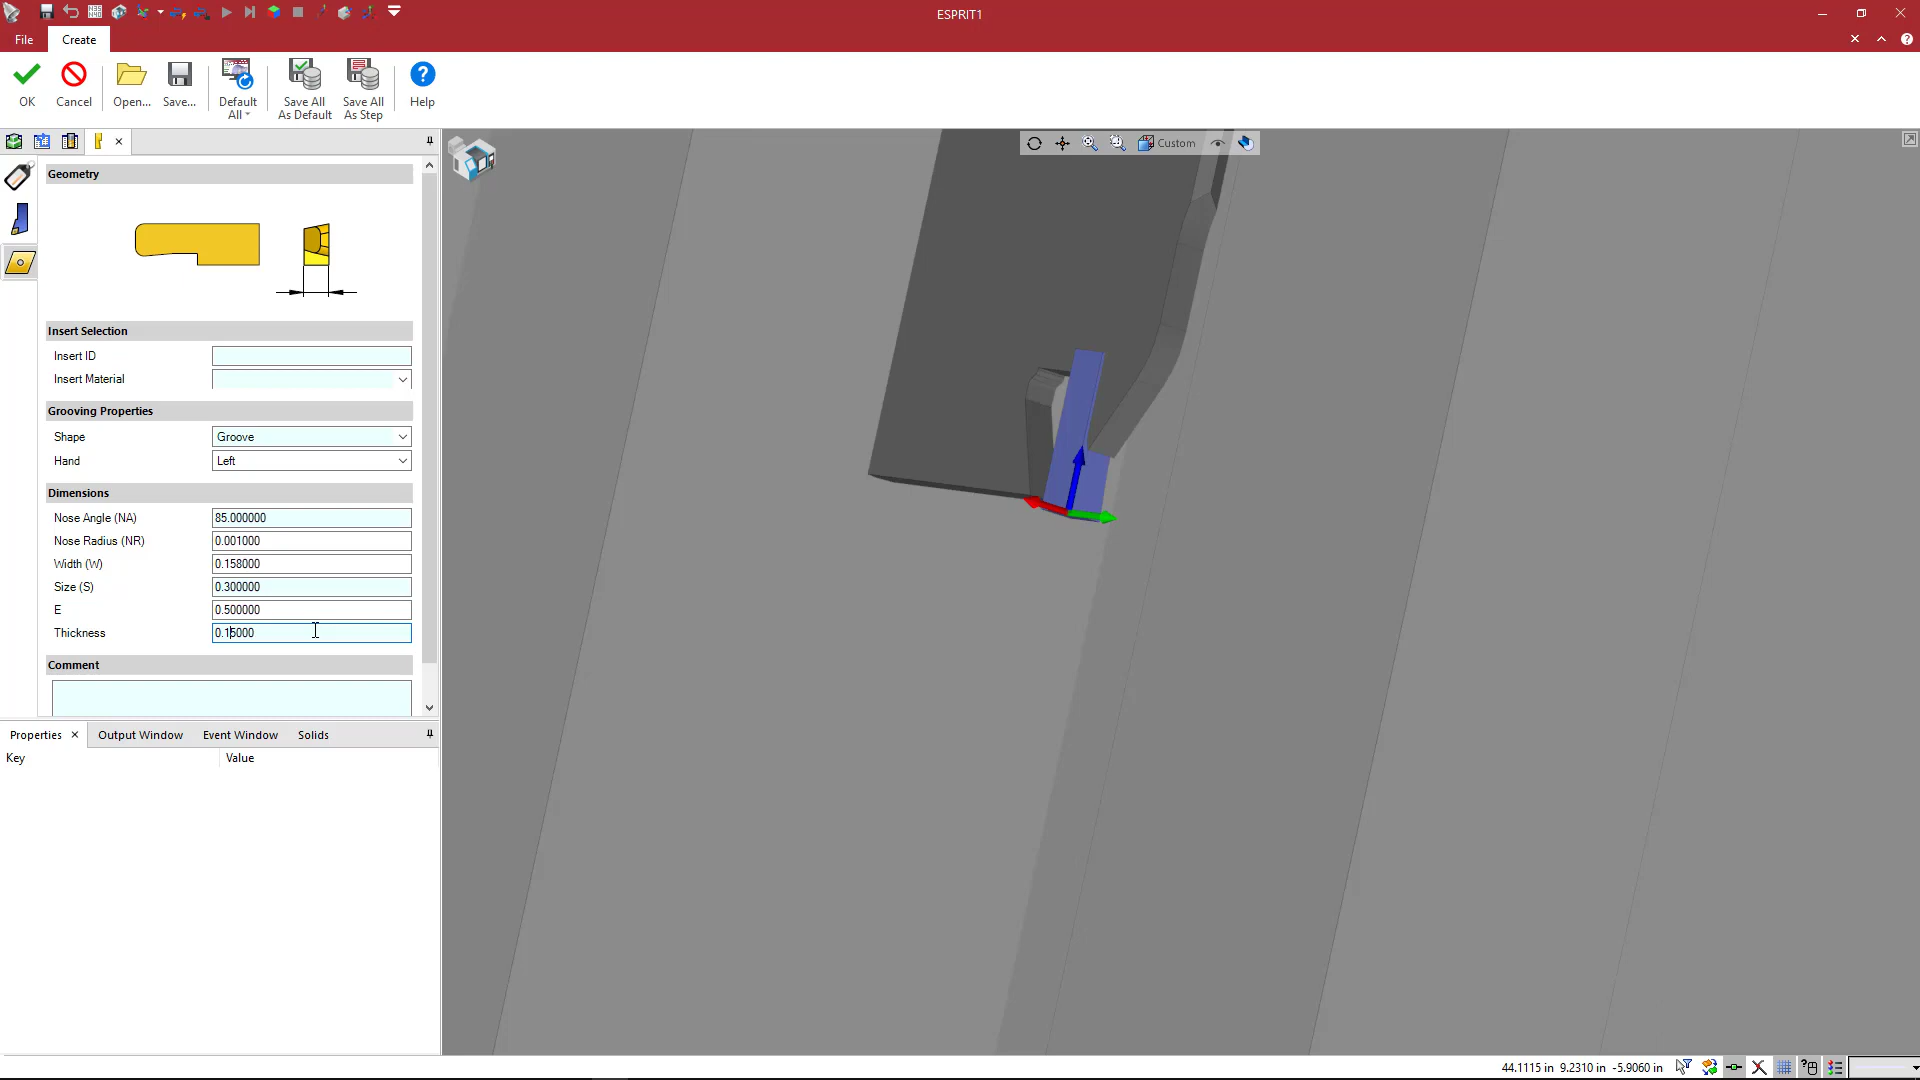 ESPRIT1
File
Create
OK
Cancel
Open...
Save...
Default
All
Save All
As Default
Save All
As Step
Help
Custom
Geometry
Insert Selection
Insert ID
Insert Material
Grooving Properties
Shape
Groove
Hand
Left
Dimensions
Nose Angle (NA)
85.000000
Nose Radius (NR)
0.001000
Width (W)
0.158000
Size (S)
0.300000
E
0.500000
Thickness
0.15000
Comment
Properties
Output Window
Event Window
Solids
Key
Value
44.1115 in 9.2310 in -5.9060 in